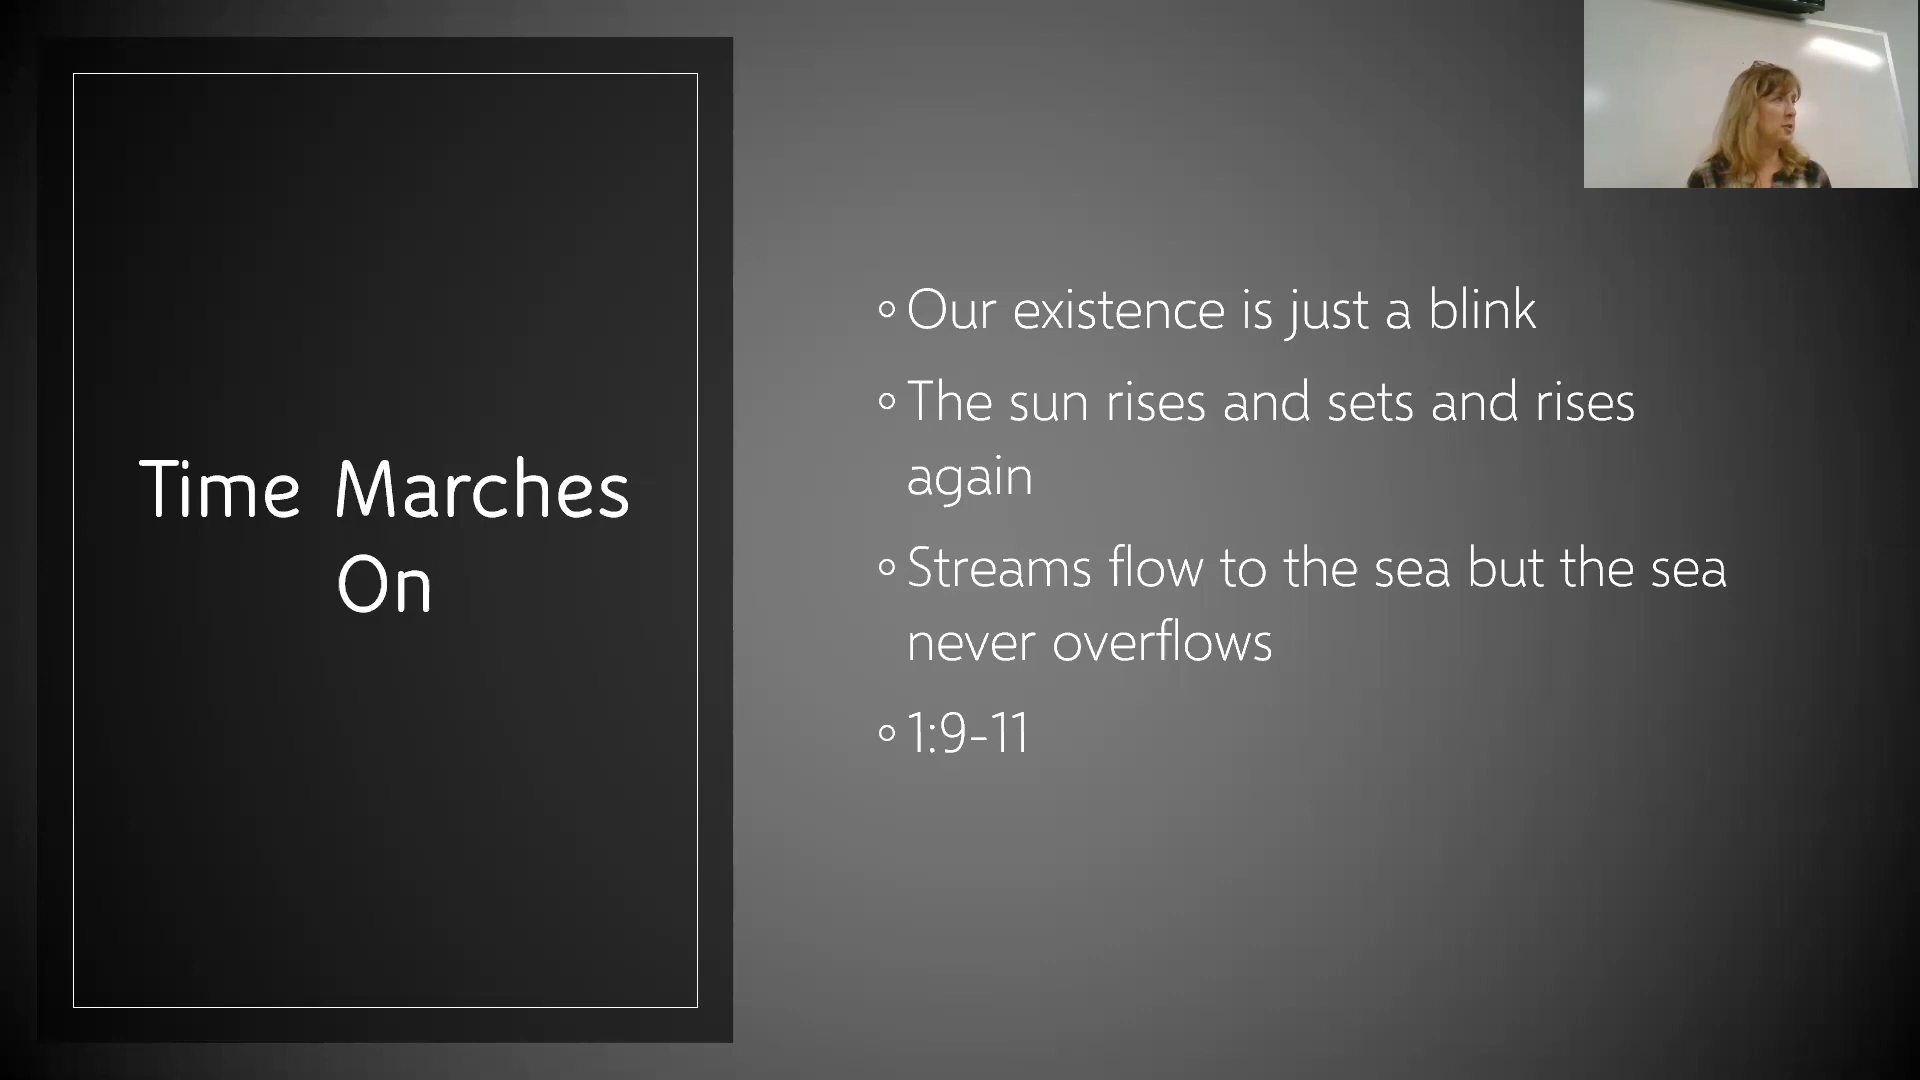 Time Marches
On
◦ Our existence is just a blink
◦ The sun rises and sets and rises
again
◦ Streams flow to the sea but the sea
never overflows
◦ 1:9-11